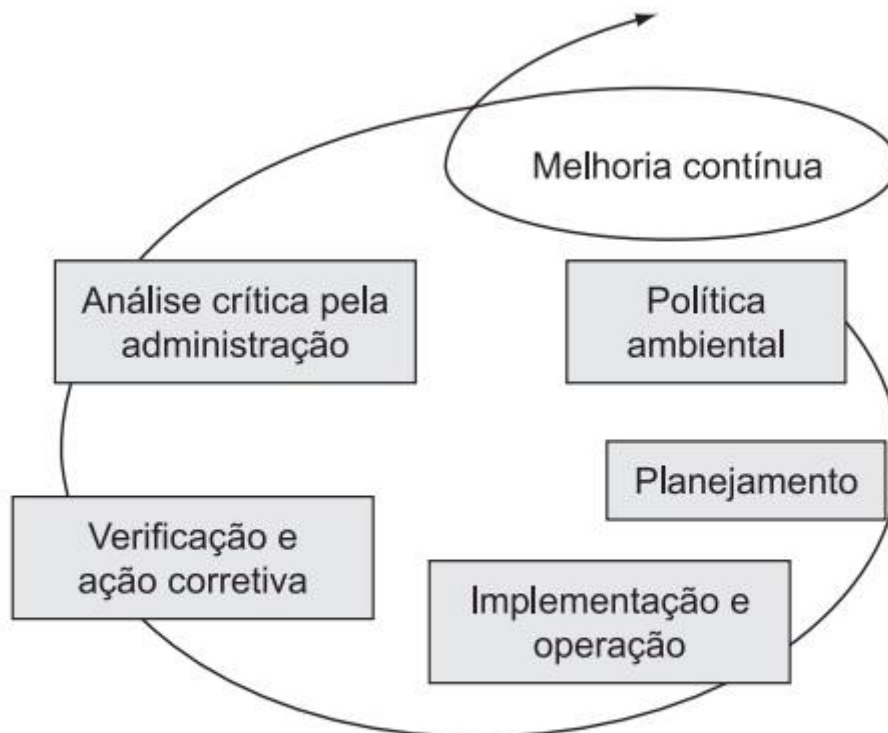 Melhoria contínua
Análise crítica pela
administração
Política
ambiental
Planejamento
Verificação e
ação corretiva
Implementação e
operação